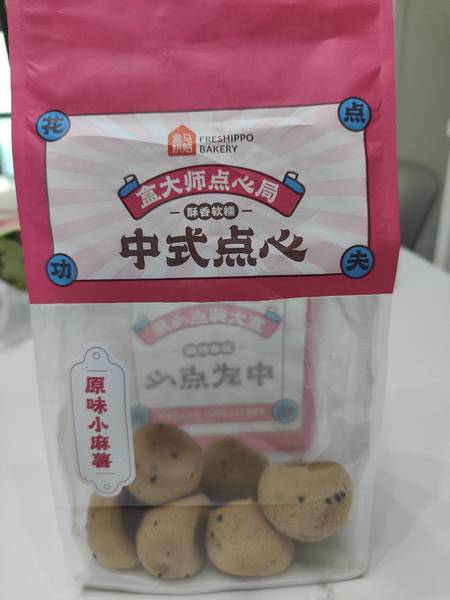 花
点
盒马
烘焙
FRESHIPPO
BAKERY
盒大师点心局
酥香软糯
中式点心
功
夫
原味小麻薯